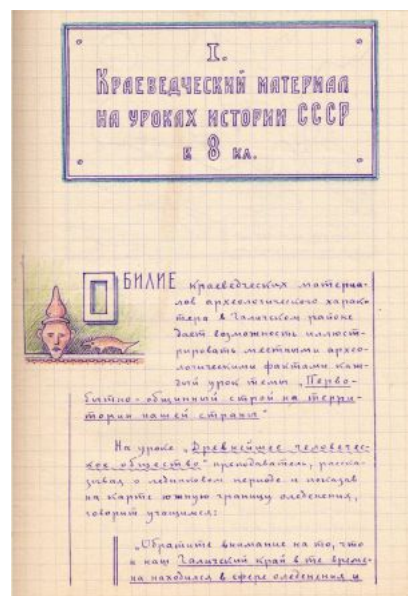 I.
Краеведческий материал
на уроках истории СССР
в 8 кл.
Обилие краеведческих материа-
лов археологического харак-
тера в Галичском районе
дает возможность иллюст-
рировать местными архео-
логическими фактами каж-
дый урок темы „Перво-
бытно-общинный строй на терри-
тории нашей страны"
На уроке „Древнейшее человечес-
кое общество" преподаватель, расска-
зывая о ледниковом периоде и показав
на карте южную границу оледенения,
говорит учащимся:
„Обратите внимание на то, что
и наш Галичский край в те време-
на находился в сфере оледенения и